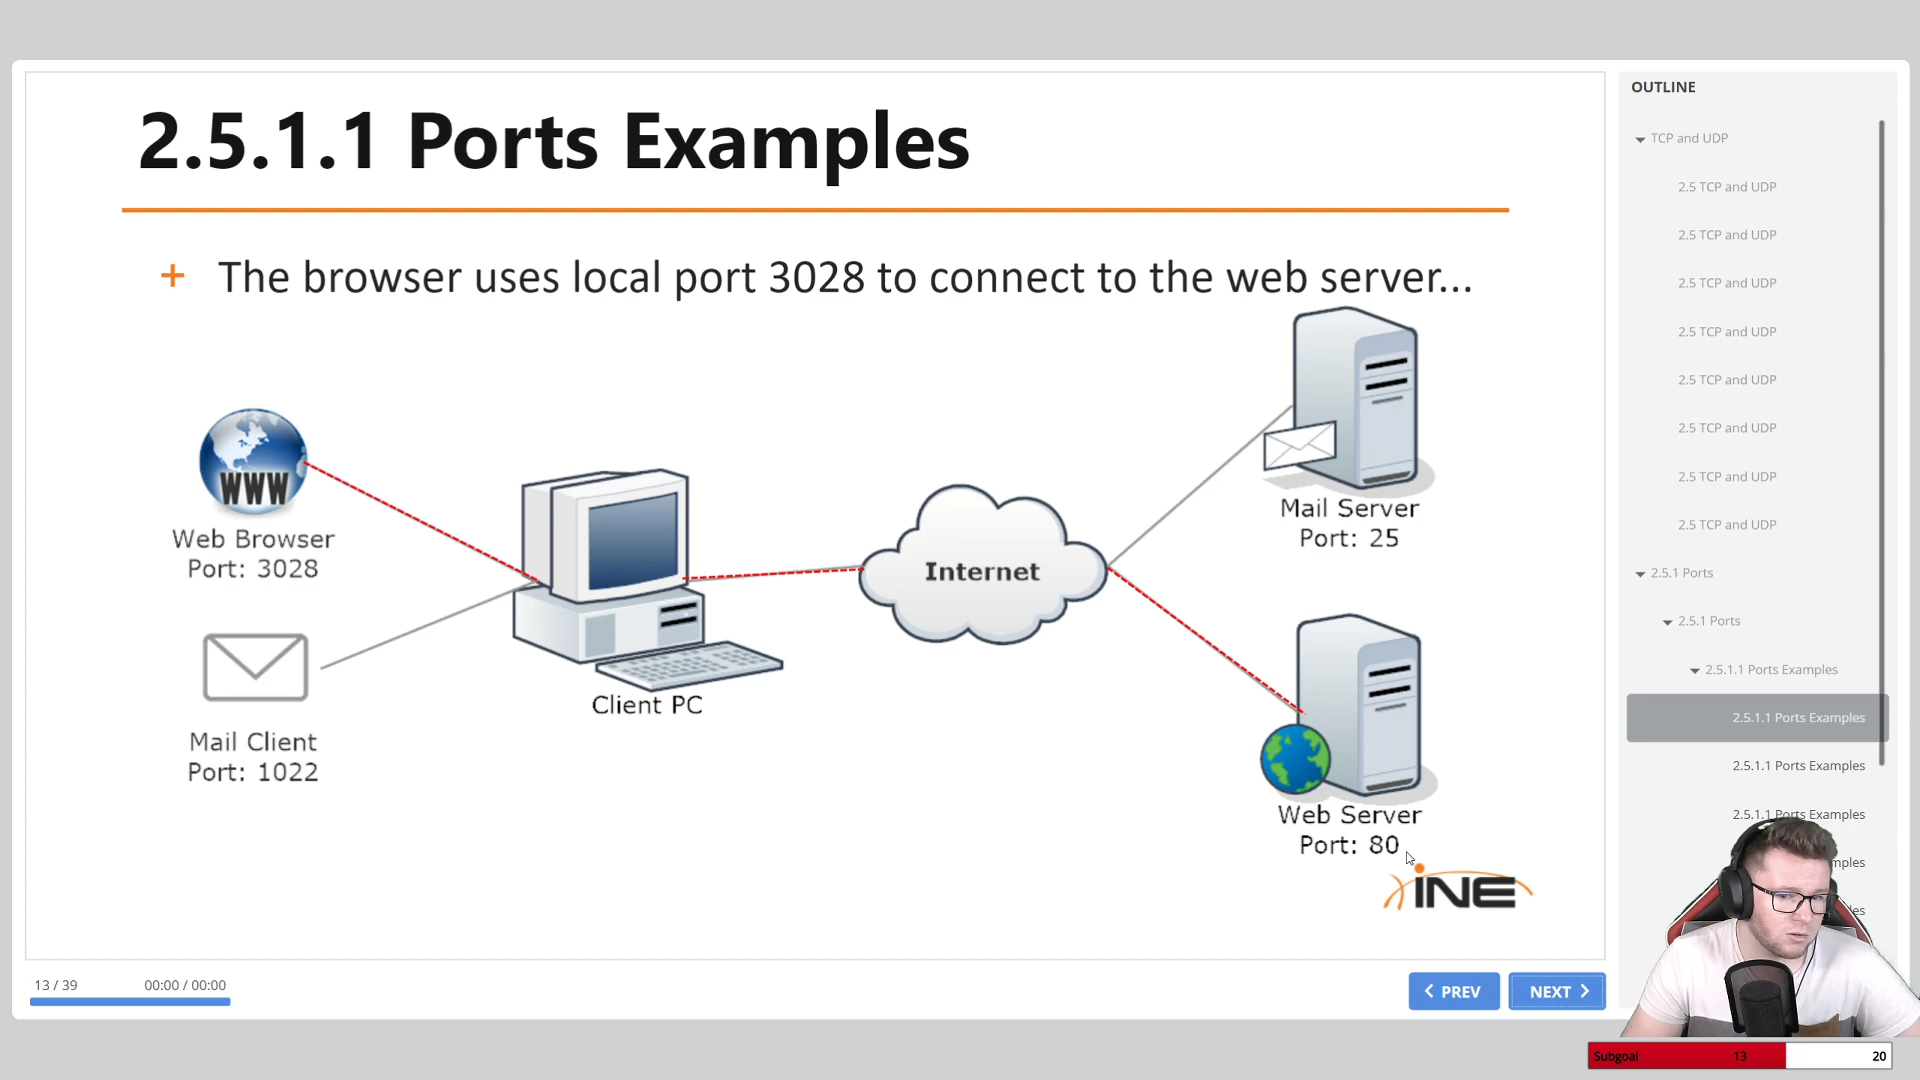 2.5.1.1 Ports Examples
+ The browser uses local port 3028 to connect to the web server...
WWW
Web Browser
Port: 3028
Mail Client
Port: 1022
Client PC
Internet
Mail Server
Port: 25
Web Server
Port: 80
iNE
13 / 39
00:00 / 00:00
PREV
NEXT
OUTLINE
TCP and UDP
2.5 TCP and UDP
2.5 TCP and UDP
2.5 TCP and UDP
2.5 TCP and UDP
2.5 TCP and UDP
2.5 TCP and UDP
2.5 TCP and UDP
2.5 TCP and UDP
2.5.1 Ports
2.5.1 Ports
2.5.1.1 Ports Examples
2.5.1.1 Ports Examples
2.5.1.1 Ports Examples
2.5.1.1 Ports Examples
Subgoal 13 20